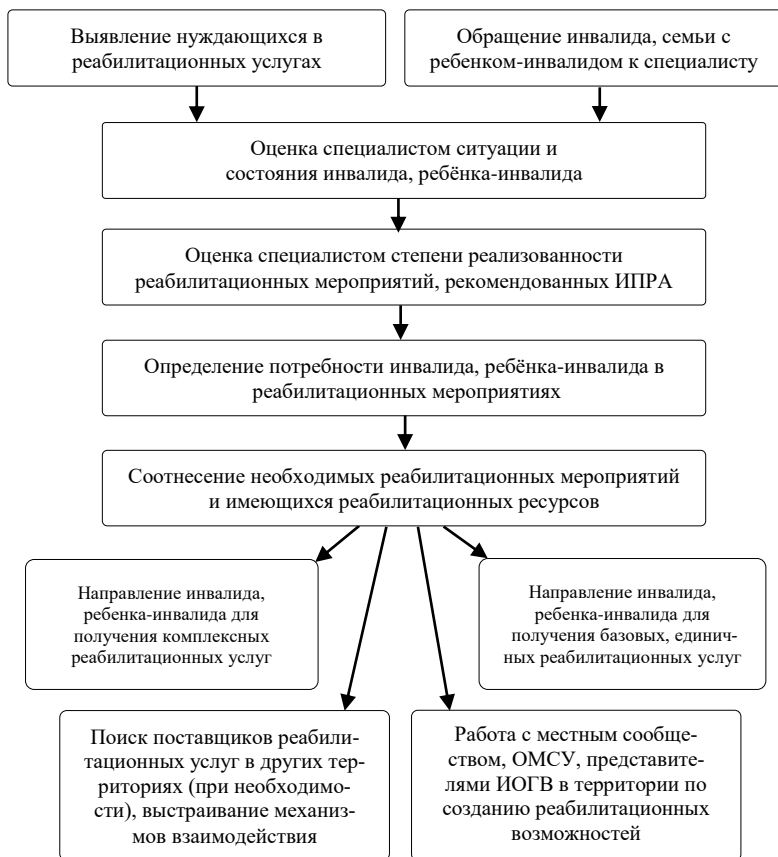 Выявление нуждающихся в
реабилитационных услугах
Обращение инвалида, семьи с
ребенком-инвалидом к специалисту
Оценка специалистом ситуации и
состояния инвалида, ребёнка-инвалида
Оценка специалистом степени реализованности
реабилитационных мероприятий, рекомендованных ИПРА
Определение потребности инвалида, ребёнка-инвалида в
реабилитационных мероприятиях
Соотнесение необходимых реабилитационных мероприятий
и имеющихся реабилитационных ресурсов
Направление инвалида,
ребенка-инвалида для
получения комплексных
реабилитационных услуг
Направление инвалида,
ребенка-инвалида для
получения базовых, единич-
ных реабилитационных услуг
Поиск поставщиков реабили-
тационных услуг в других тер-
риториях (при необходимо-
сти), выстраивание механиз-
мов взаимодействия
Работа с местным сообще-
ством, ОМСУ, представите-
лями ИОГВ в территории по
созданию реабилитационных
возможностей